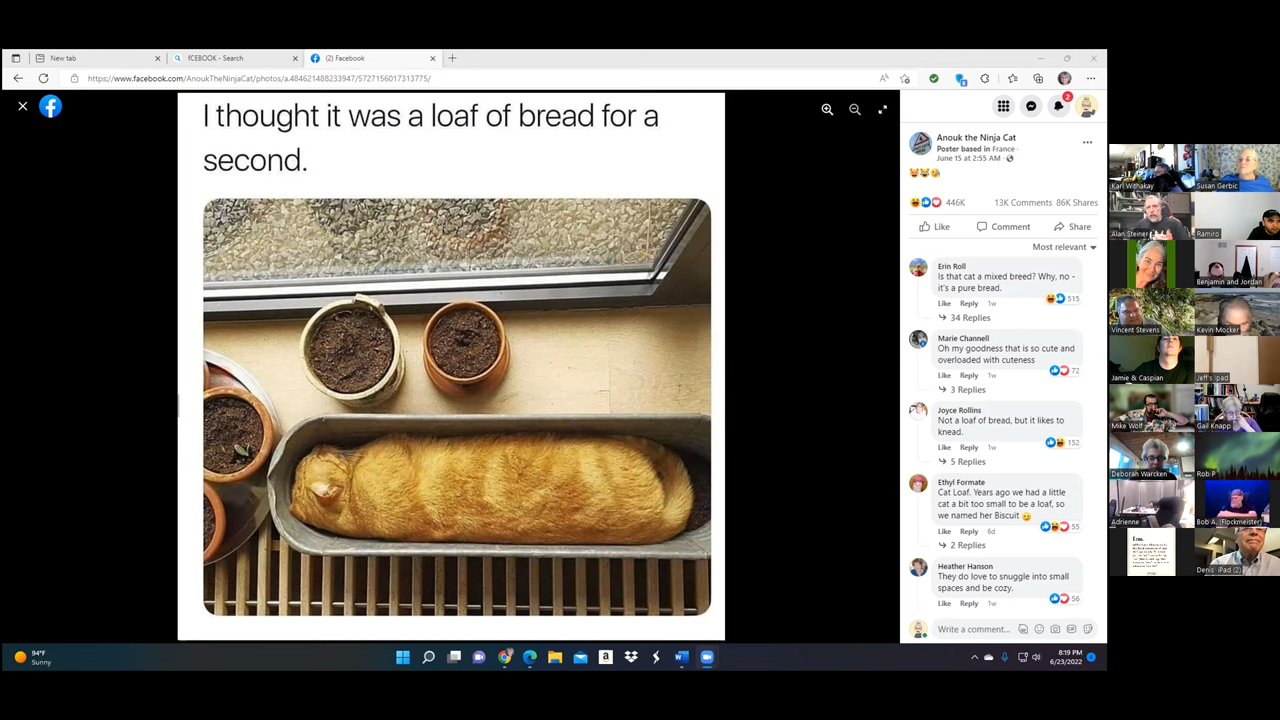 New tab
fCEBOOK - Search
(2) Facebook
https://www.facebook.com/AnoukTheNinjaCat/photos/a.484621488233947/5727156017313775/
I thought it was a loaf of bread for a
second.
2
Anouk the Ninja Cat
Poster based in France ·
June 15 at 2:55 AM ·
446K 13K Comments 86K Shares
Like Comment Share
Most relevant
Erin Roll
Is that cat a mixed breed? Why, no -
it's a pure bread.
515
Like Reply 1w
34 Replies
Marie Channell
Oh my goodness that is so cute and
overloaded with cuteness
72
Like Reply 1w
3 Replies
Joyce Rollins
Not a loaf of bread, but it likes to
knead.
152
Like Reply 1w
5 Replies
Ethyl Formate
Cat Loaf. Years ago we had a little
cat a bit too small to be a loaf, so
we named her Biscuit
55
Like Reply 6d
2 Replies
Heather Hanson
They do love to snuggle into small
spaces and be cozy.
56
Like Reply 1w
Write a comment...
94°F
Sunny
8:19 PM
6/23/2022
Karl Withakay
Susan Gerbic
Alan Steiner
Ramiro
Benjamin and Jordan
Vincent Stevens
Kevin Mocker
Jamie & Caspian
Jeff's ipad
Mike Wolf
Gail Knapp
Deborah Warcken
Rob P
Adrienne
Bob A. (Flockmeister)
Denis' iPad (2)